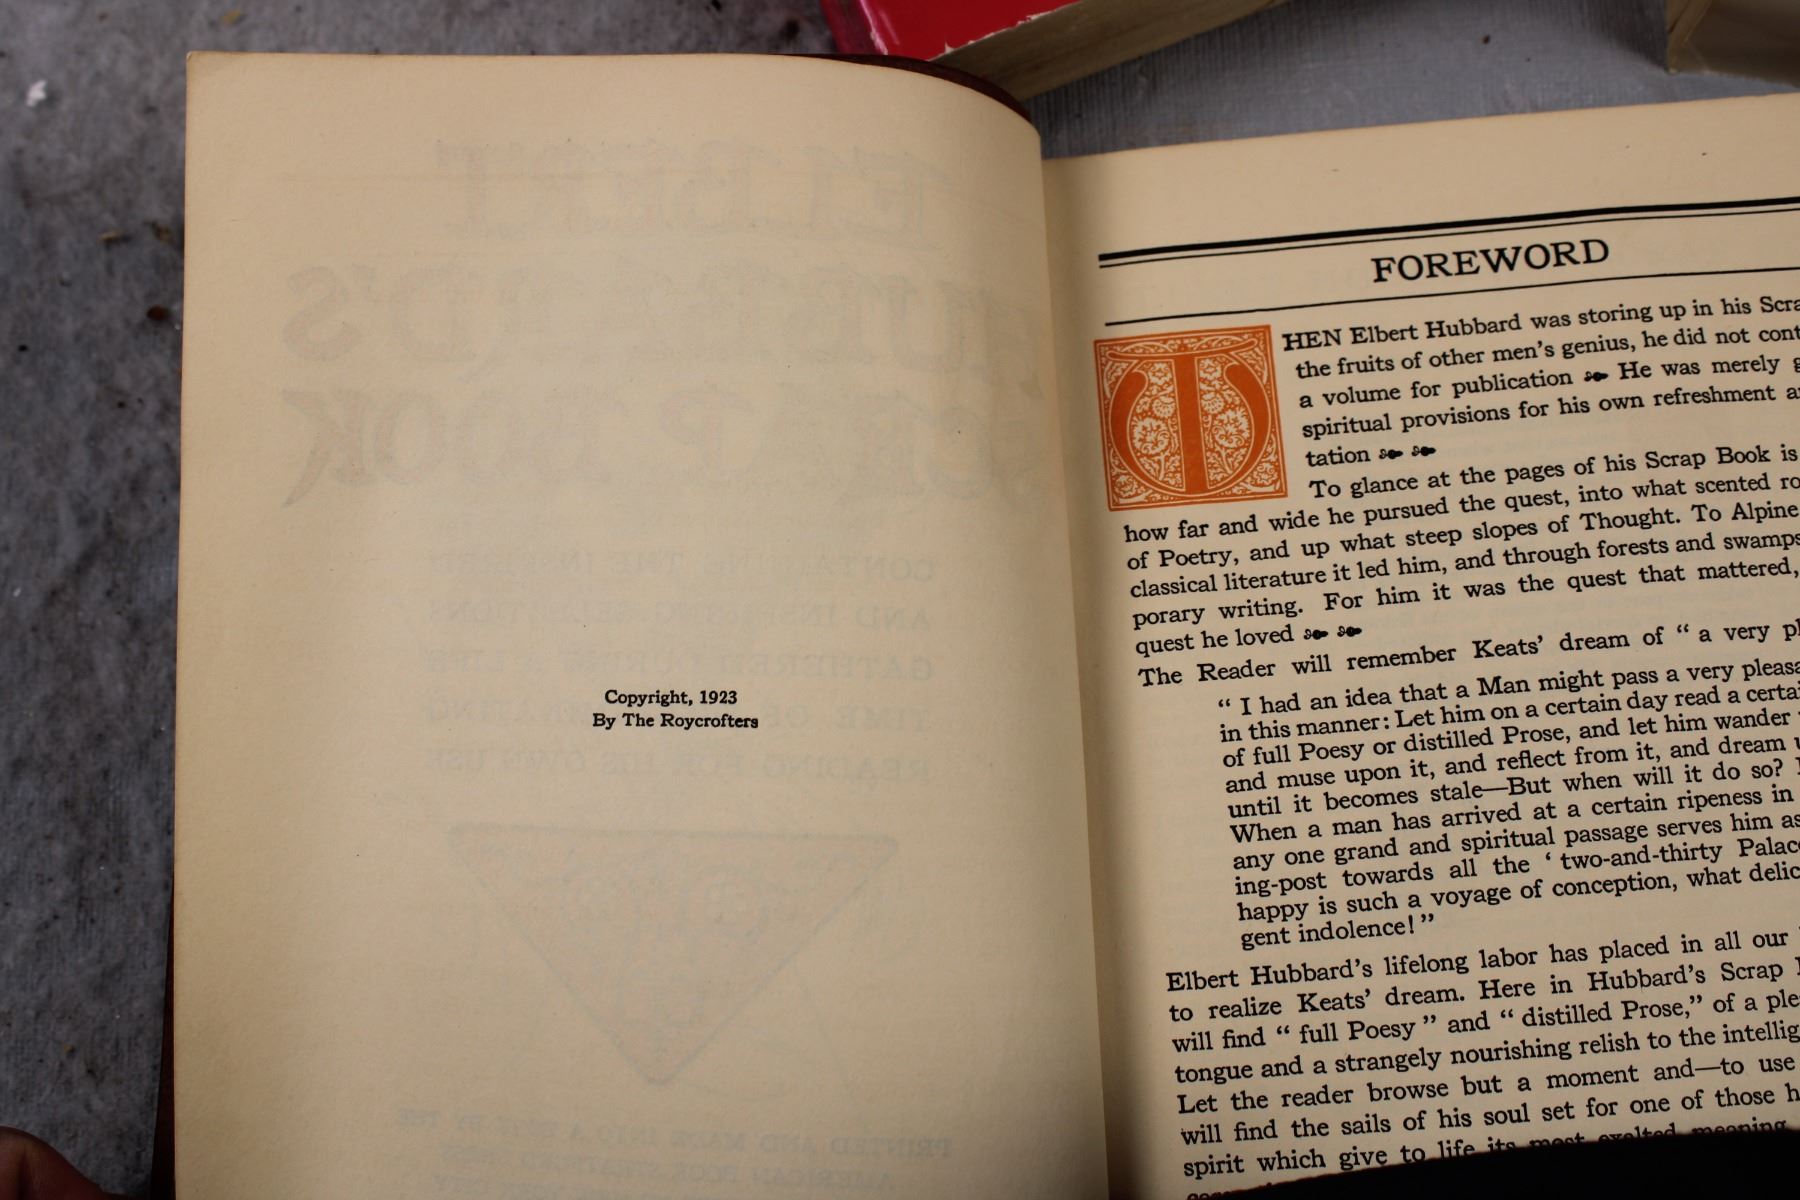 Copyright, 1923
By The Roycrofters
FOREWORD
THEN Elbert Hubbard was storing up in his Scra
the fruits of other men's genius, he did not cont
a volume for publication He was merely g
spiritual provisions for his own refreshment a
tation
To glance at the pages of his Scrap Book is
how far and wide he pursued the quest, into what scented ro
of Poetry, and up what steep slopes of Thought. To Alpine
classical literature it led him, and through forests and swamps
porary writing. For him it was the quest that mattered,
quest he loved
The Reader will remember Keats' dream of “ a very pl
“ I had an idea that a Man might pass a very pleasa
in this manner: Let him on a certain day read a certai
of full Poesy or distilled Prose, and let him wander
and muse upon it, and reflect from it, and dream u
until it becomes stale—But when will it do so?
When a man has arrived at a certain ripeness in
any one grand and spiritual passage serves him as
ing-post towards all the ‘ two-and-thirty Palac
happy is such a voyage of conception, what delic
gent indolence! ”
Elbert Hubbard's lifelong labor has placed in all our
to realize Keats' dream. Here in Hubbard's Scrap
will find “ full Poesy ” and “ distilled Prose,” of a ple
tongue and a strangely nourishing relish to the intellig
Let the reader browse but a moment and—to use
will find the sails of his soul set for one of those h
spirit which give to life its most exalted meaning